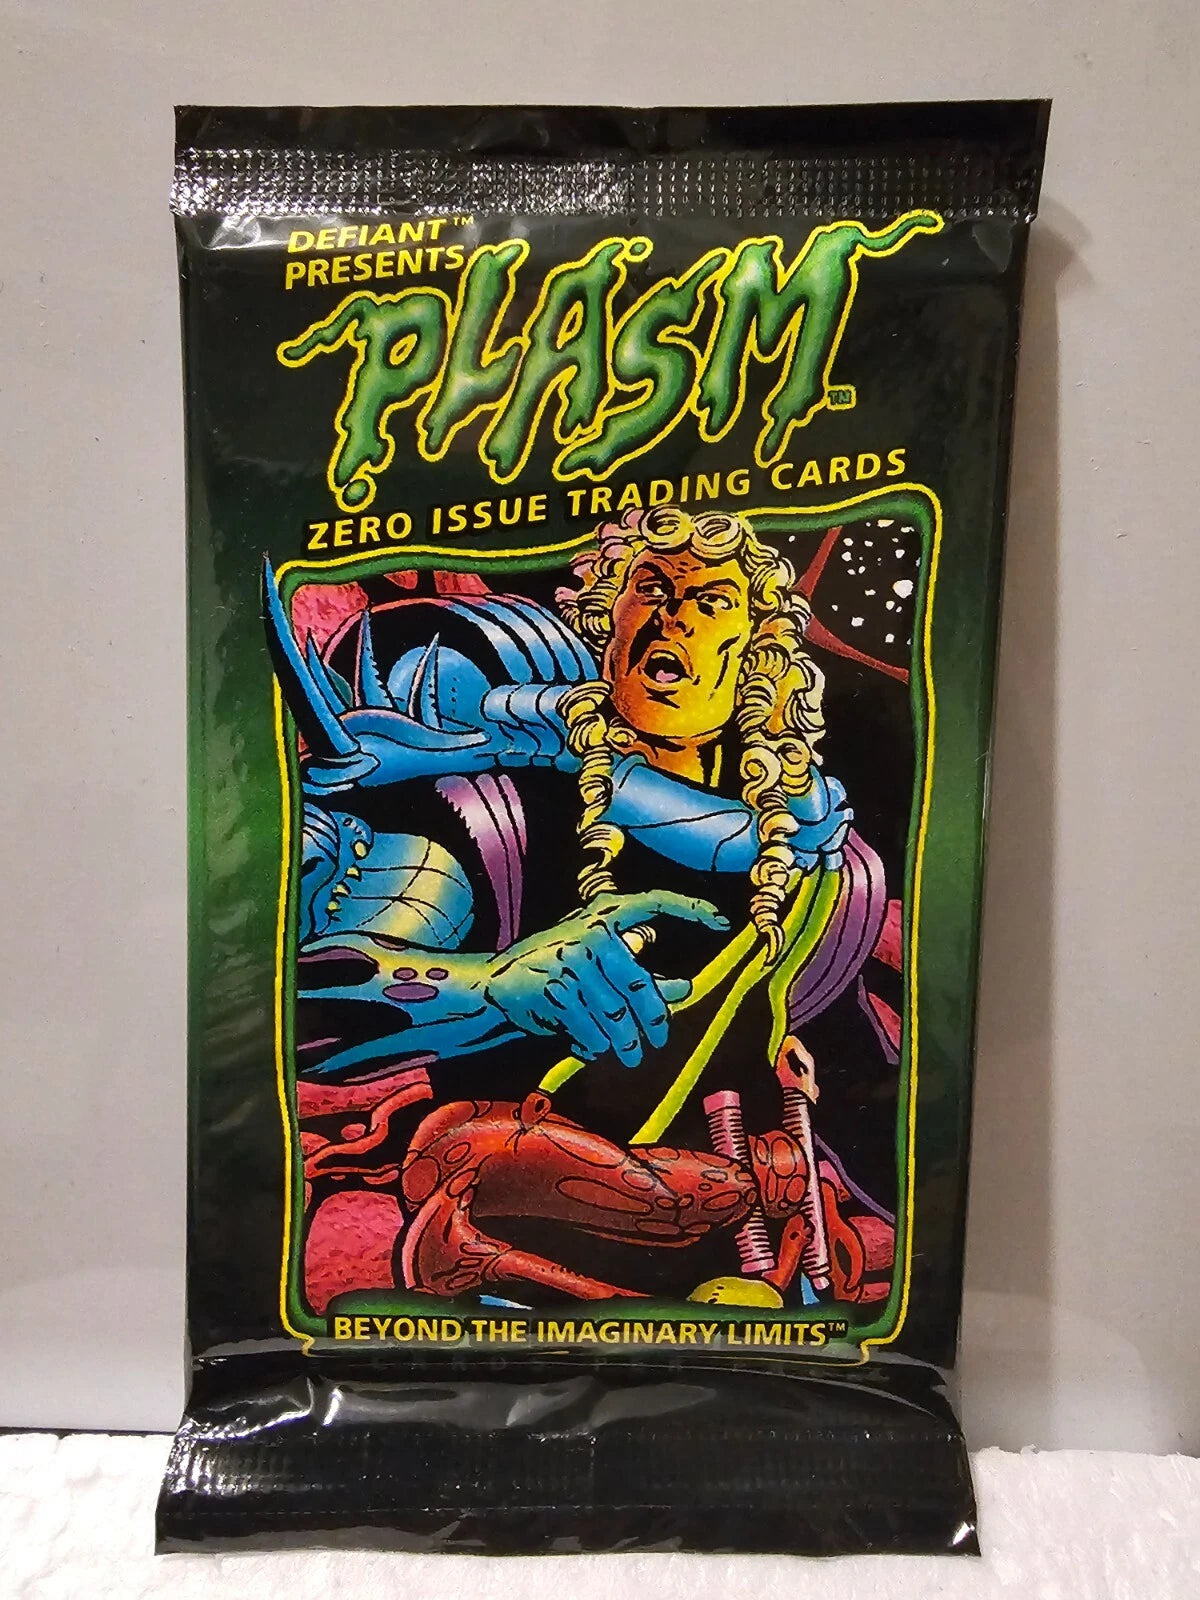 DEFIANT™
PRESENTS
PLASM™
ZERO ISSUE TRADING CARDS
BEYOND THE IMAGINARY LIMITS™